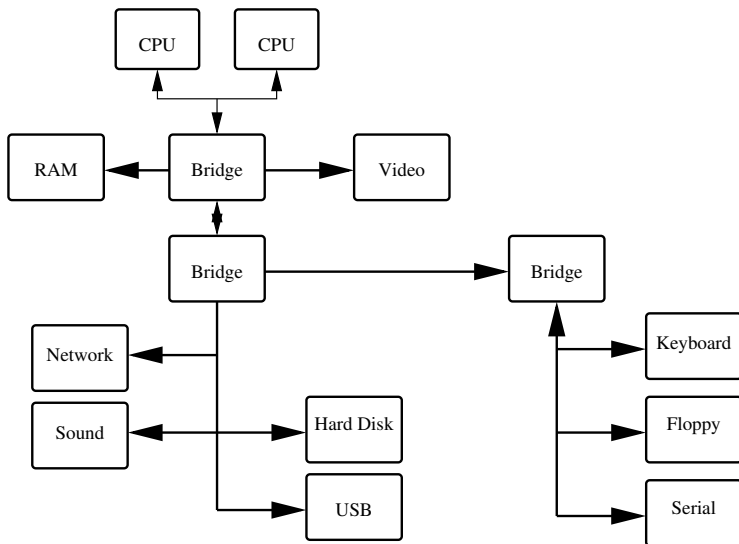 CPU
CPU
RAM
Bridge
Video
Bridge
Bridge
Network
Keyboard
Sound
Hard Disk
Floppy
USB
Serial